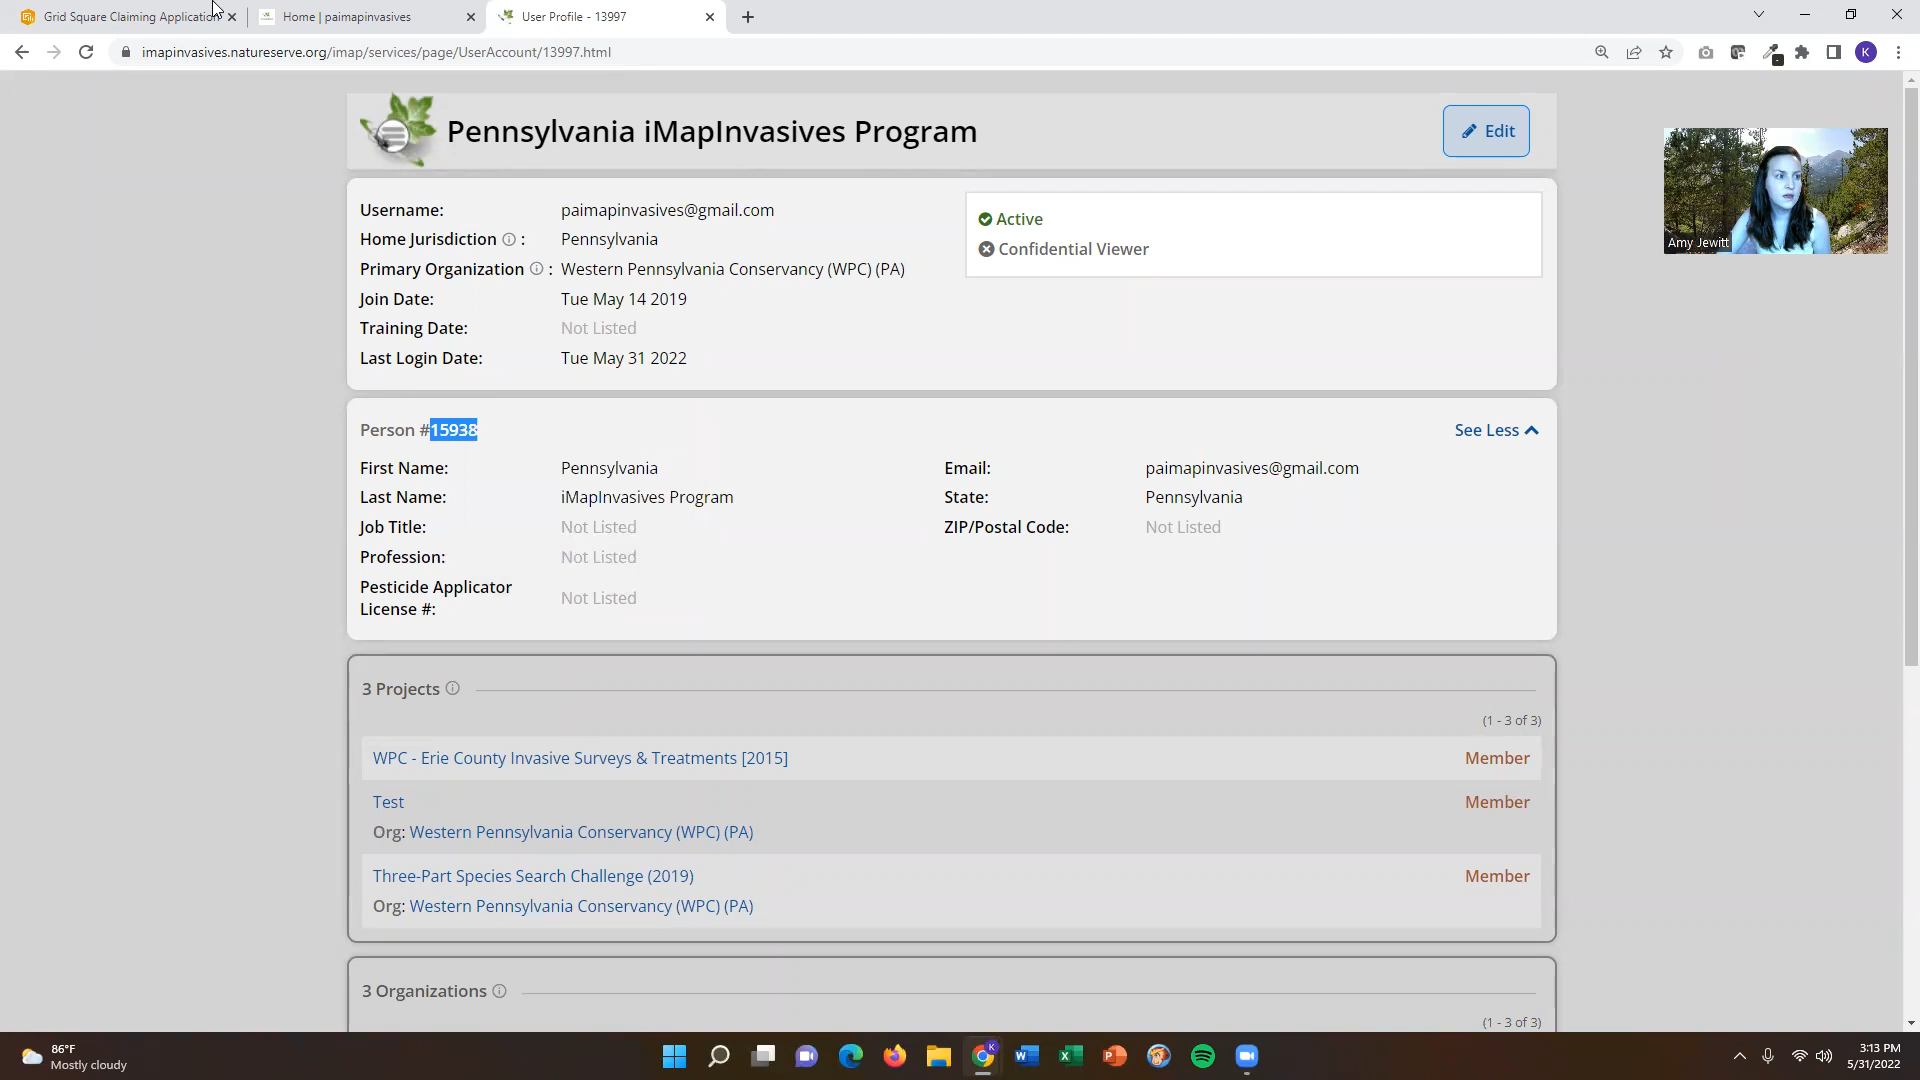 Grid Square Claiming Application
Home | paimapinvasives
User Profile - 13997
imapinvasives.natureserve.org/imap/services/page/UserAccount/13997.html
K
Pennsylvania iMapInvasives Program
Edit
Username: paimapinvasives@gmail.com
Home Jurisdiction : Pennsylvania
Primary Organization : Western Pennsylvania Conservancy (WPC) (PA)
Join Date: Tue May 14 2019
Training Date: Not Listed
Last Login Date: Tue May 31 2022
Active
Confidential Viewer
Amy Jewitt
Person #15938
See Less
First Name: Pennsylvania
Last Name: iMapInvasives Program
Job Title: Not Listed
Profession: Not Listed
Pesticide Applicator
License #: Not Listed
Email: paimapinvasives@gmail.com
State: Pennsylvania
ZIP/Postal Code: Not Listed
3 Projects
(1 - 3 of 3)
WPC - Erie County Invasive Surveys & Treatments [2015] Member
Test Member
Org: Western Pennsylvania Conservancy (WPC) (PA)
Three-Part Species Search Challenge (2019) Member
Org: Western Pennsylvania Conservancy (WPC) (PA)
3 Organizations
(1 - 3 of 3)
86°F
Mostly cloudy
3:13 PM
5/31/2022